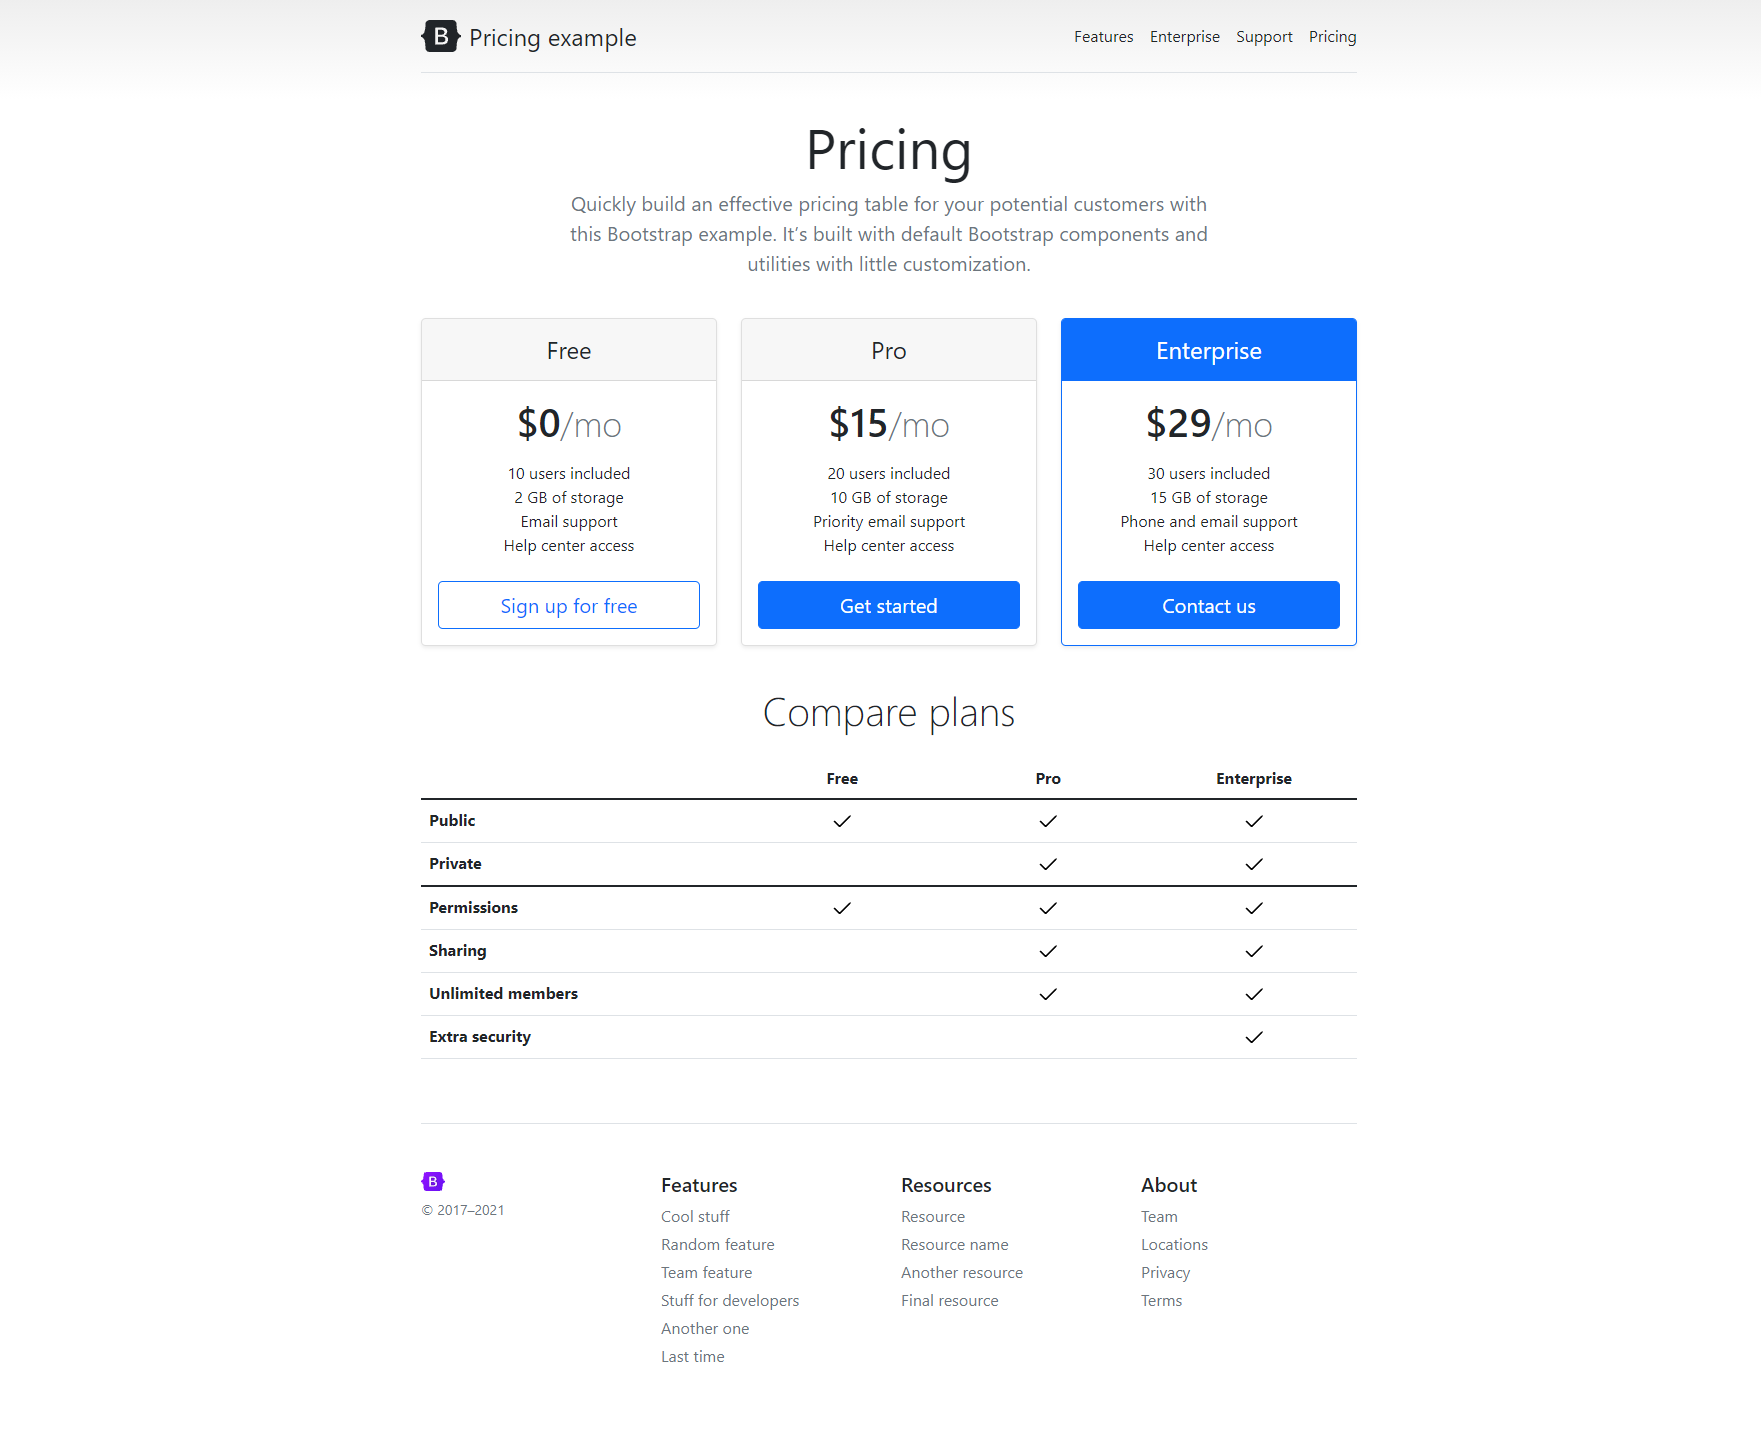 B Pricing example
Features Enterprise Support Pricing
Pricing
Quickly build an effective pricing table for your potential customers with
this Bootstrap example. It’s built with default Bootstrap components and
utilities with little customization.
Free
$0/mo
10 users included
2 GB of storage
Email support
Help center access
Sign up for free
Pro
$15/mo
20 users included
10 GB of storage
Priority email support
Help center access
Get started
Enterprise
$29/mo
30 users included
15 GB of storage
Phone and email support
Help center access
Contact us
Compare plans
Free Pro Enterprise
Public
Private
Permissions
Sharing
Unlimited members
Extra security
B
© 2017–2021
Features
Cool stuff
Random feature
Team feature
Stuff for developers
Another one
Last time
Resources
Resource
Resource name
Another resource
Final resource
About
Team
Locations
Privacy
Terms